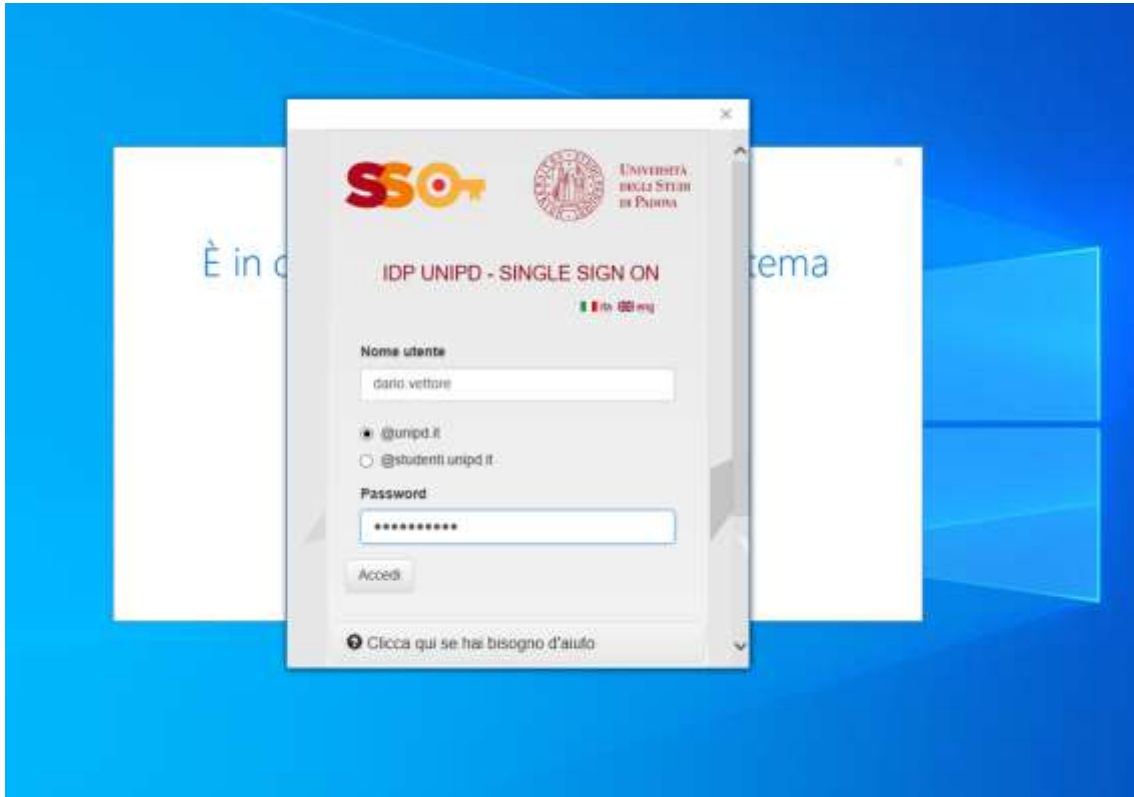 SSO
UNIVERSITÀ
DEGLI STUDI
DI PADOVA
È in c
tema
IDP UNIPD - SINGLE SIGN ON
ita eng
Nome utente
dario.vettore
@unipd.it
@studenti.unipd.it
Password
Accedi
Clicca qui se hai bisogno d'aiuto